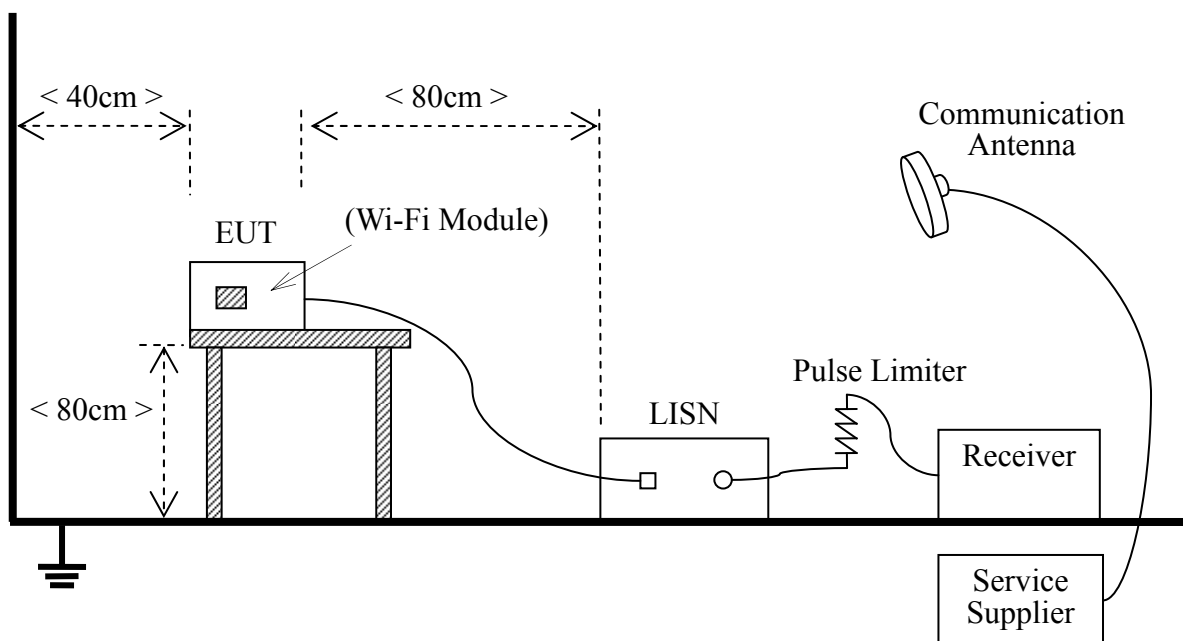 < 40cm >
< 80cm >
Communication
Antenna
(Wi-Fi Module)
EUT
Pulse Limiter
< 80cm >
LISN
Receiver
Service
Supplier